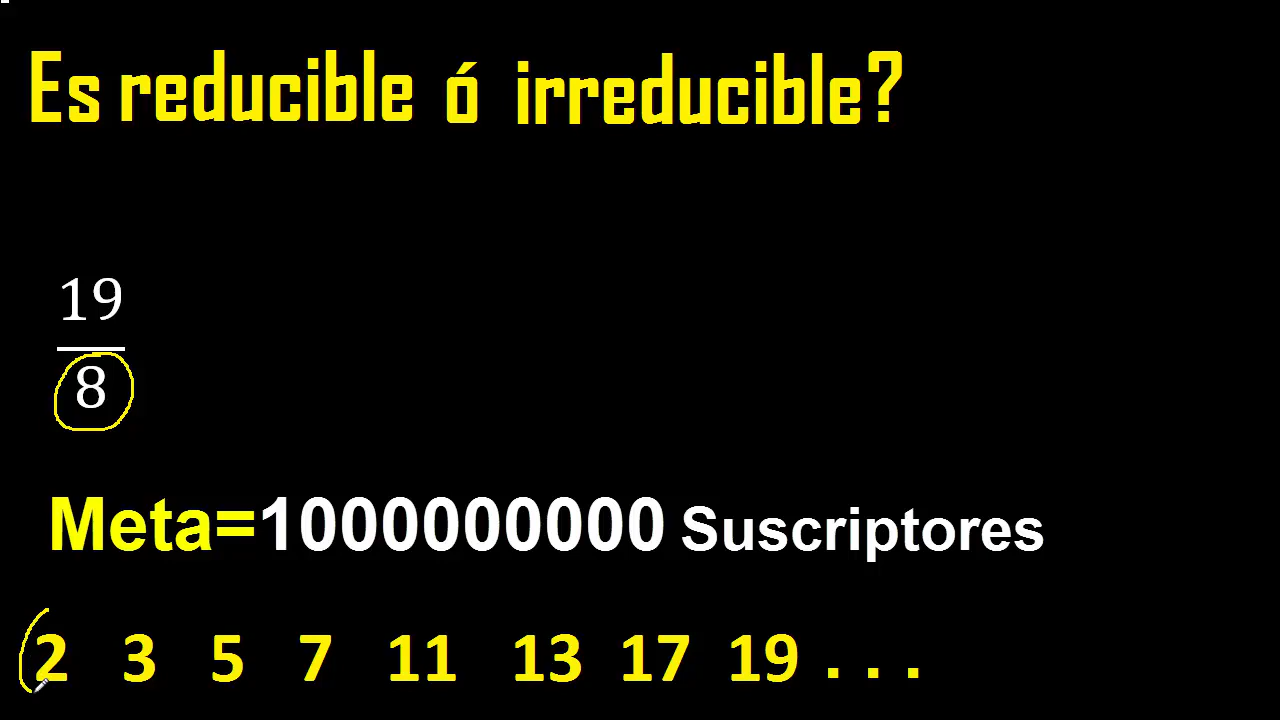 Es reducible ó irreducible?
19
8
Meta=1000000000 Suscriptores
2 3 5 7 11 13 17 19 . . .